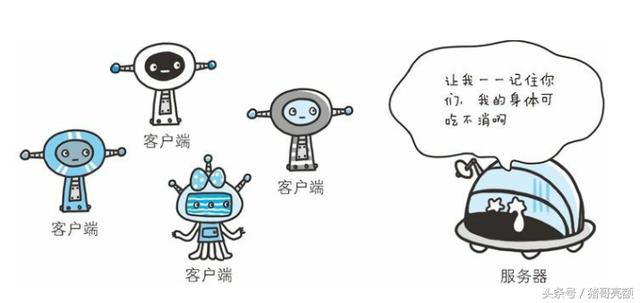 让我一一记住你
们，我的身体可
吃不消啊
客户端
客户端
客户端
客户端
服务器
头条号/猪哥亮额